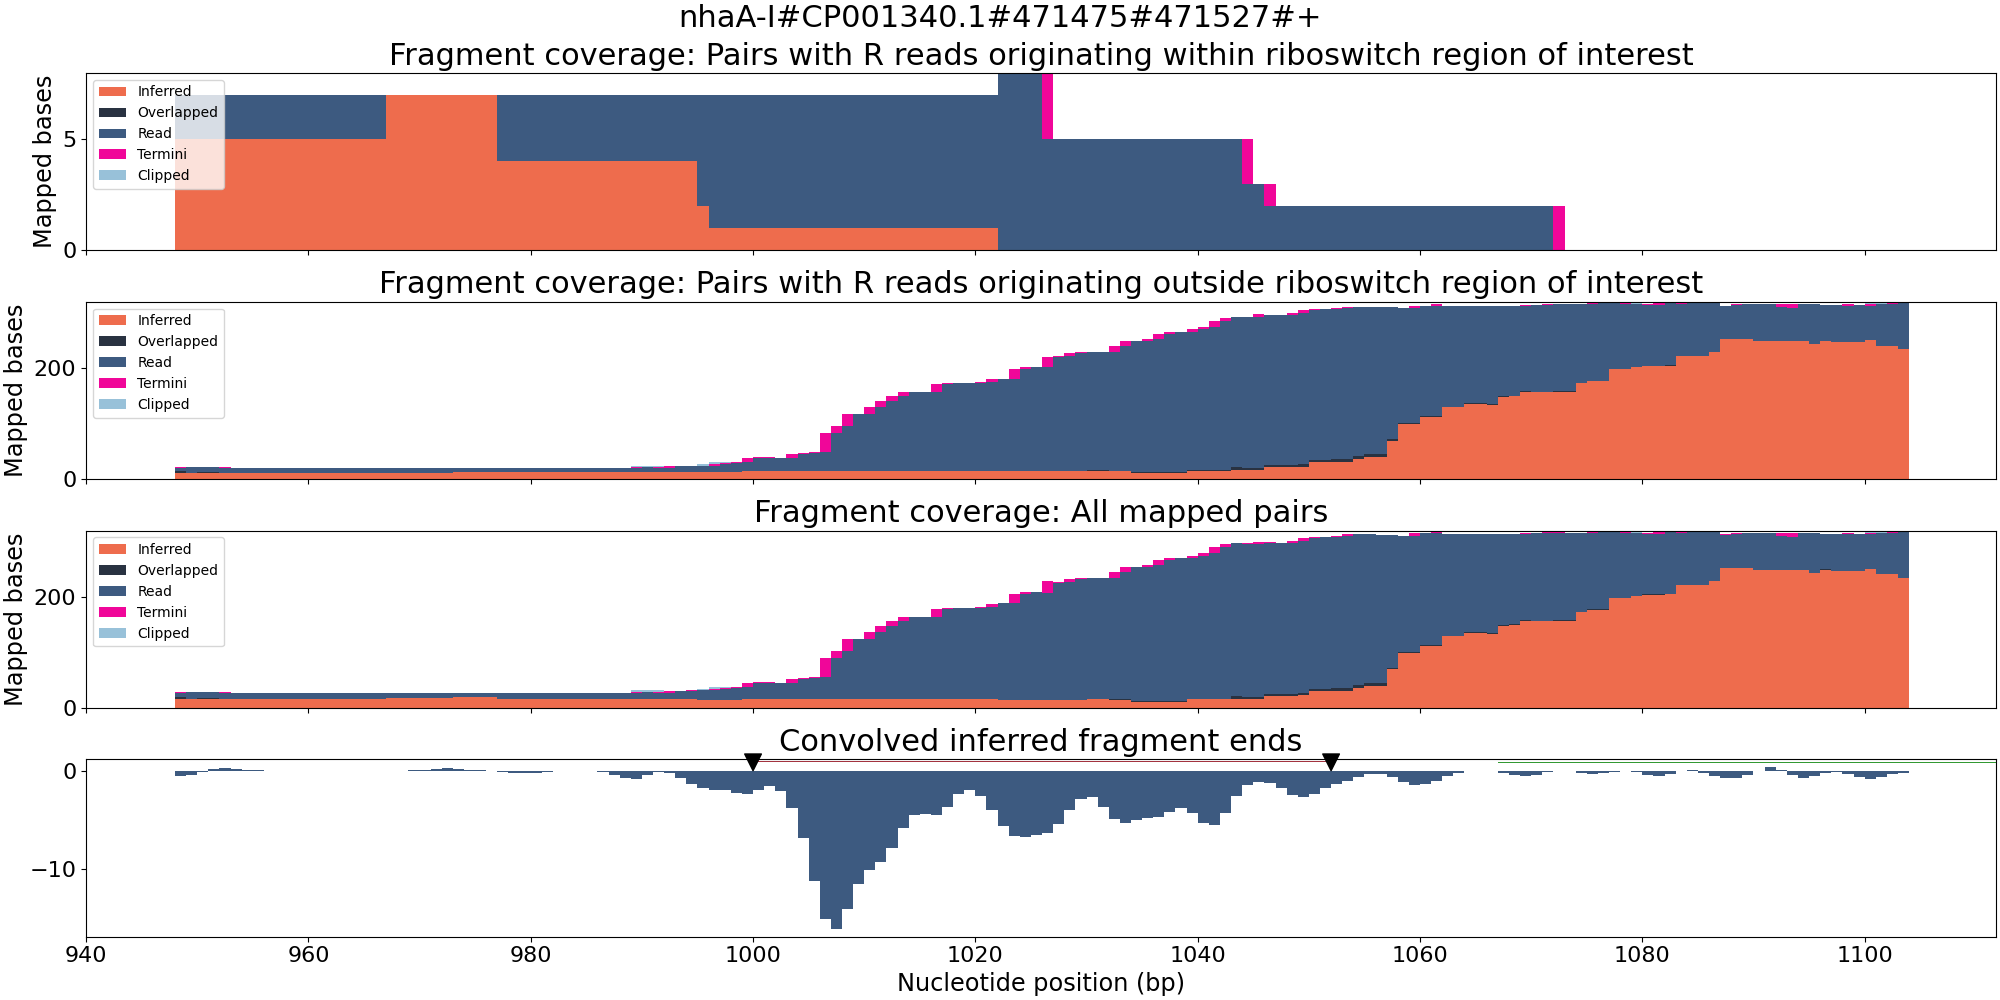 nhaA-I#CP001340.1#471475#471527#+
Fragment coverage: Pairs with R reads originating within riboswitch region of interest
Mapped bases
5
0
Inferred
Overlapped
Read
Termini
Clipped
Fragment coverage: Pairs with R reads originating outside riboswitch region of interest
Mapped bases
200
0
Inferred
Overlapped
Read
Termini
Clipped
Fragment coverage: All mapped pairs
Mapped bases
200
0
Inferred
Overlapped
Read
Termini
Clipped
Convolved inferred fragment ends
0
−10
940 960 980 1000 1020 1040 1060 1080 1100
Nucleotide position (bp)